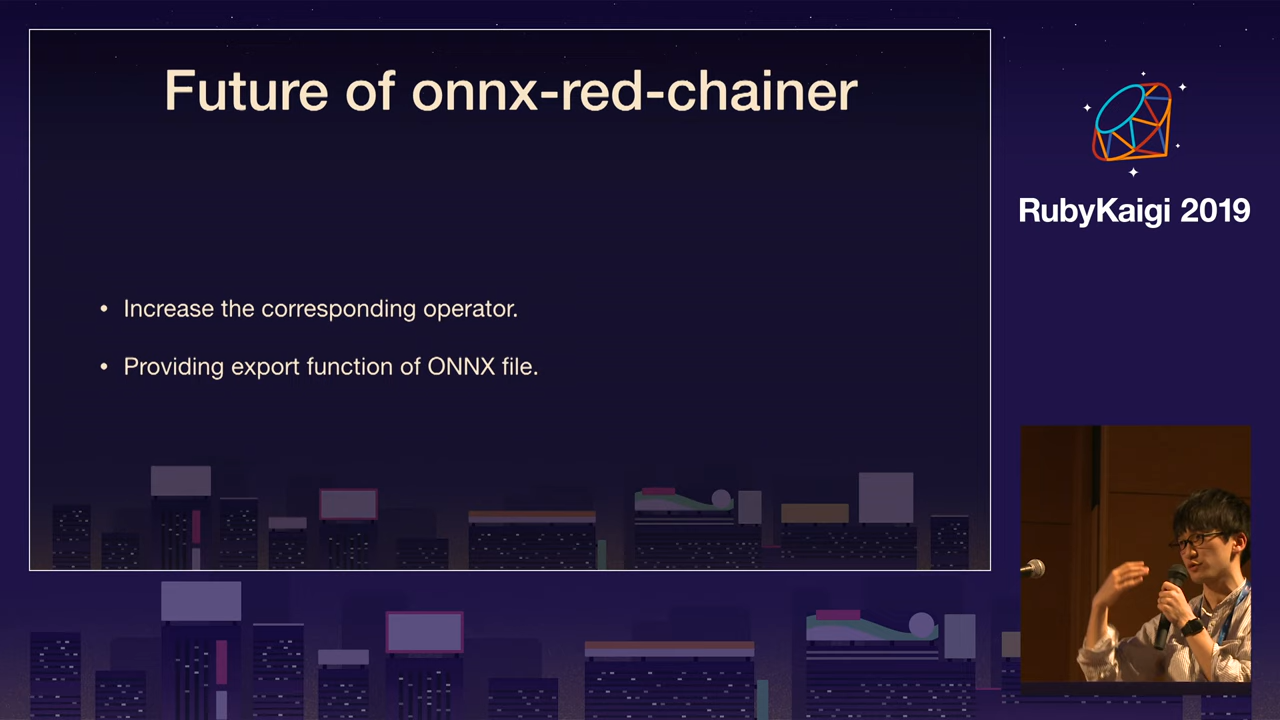 Future of onnx-red-chainer
• Increase the corresponding operator.
• Providing export function of ONNX file.
RubyKaigi 2019